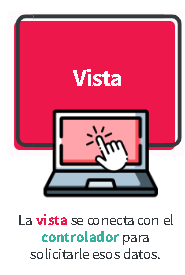 Vista
La vista se conecta con el
controlador para
solicitarle esos datos.